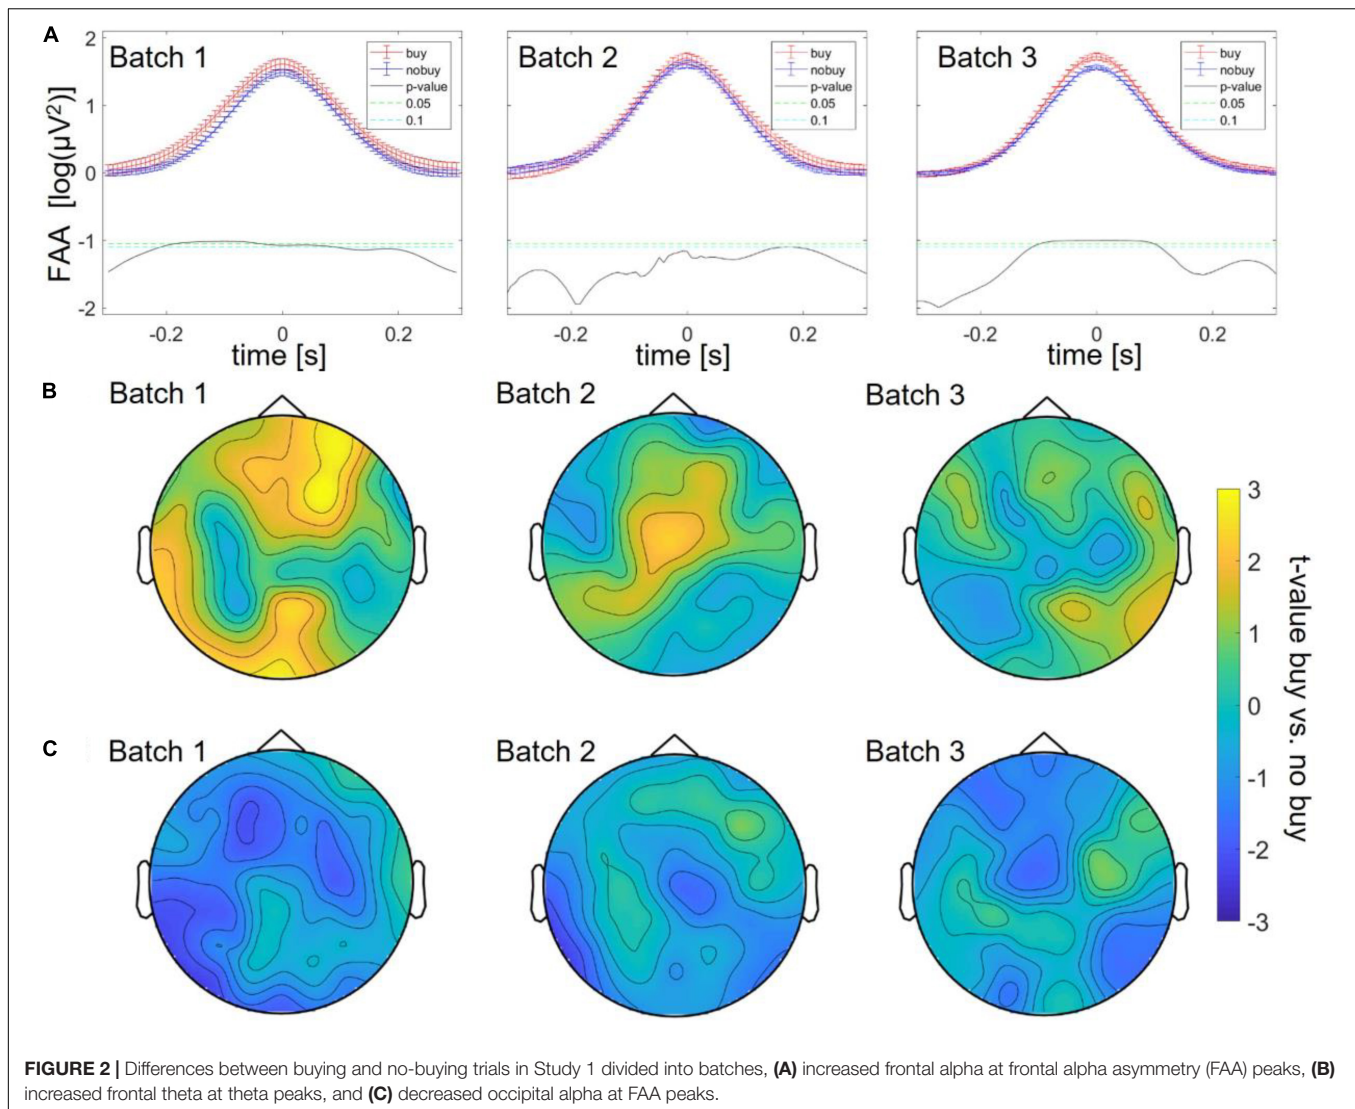 A
Batch 1
Batch 2
Batch 3
buy
nobuy
p-value
0.05
0.1
buy
nobuy
p-value
0.05
0.1
buy
nobuy
p-value
0.05
0.1
FAA [log(µV²)]
2
1
0
-1
-2
-0.2
0
0.2
-0.2
0
0.2
-0.2
0
0.2
time [s]
time [s]
time [s]
B
Batch 1
Batch 2
Batch 3
C
Batch 1
Batch 2
Batch 3
3
2
1
0
-1
-2
-3
t-value buy vs. no buy
FIGURE 2 | Differences between buying and no-buying trials in Study 1 divided into batches, (A) increased frontal alpha at frontal alpha asymmetry (FAA) peaks, (B)
increased frontal theta at theta peaks, and (C) decreased occipital alpha at FAA peaks.